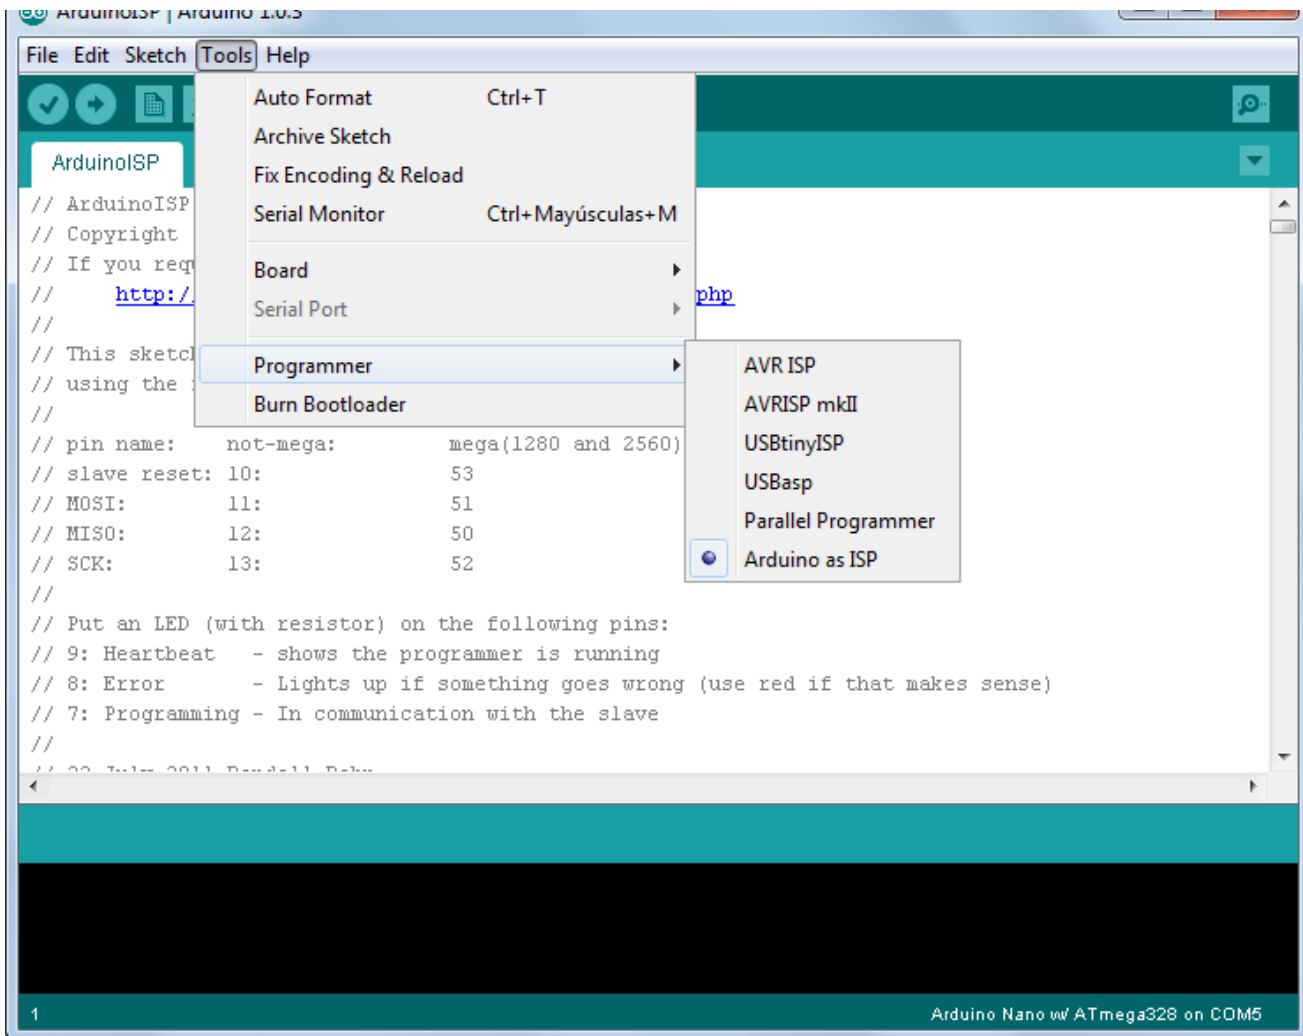 ArduinoISP | Arduino 1.0.5
File Edit Sketch Tools Help
Auto Format Ctrl+T
Archive Sketch
Fix Encoding & Reload
Serial Monitor Ctrl+Mayúsculas+M
Board
Serial Port
Programmer
Burn Bootloader
AVR ISP
AVRISP mkII
USBtinyISP
USBasp
Parallel Programmer
Arduino as ISP
ArduinoISP
// ArduinoISP
// Copyright
// If you req
// http:/ php
//
// This sketc
// using the
//
// pin name: not-mega: mega(1280 and 2560)
// slave reset: 10: 53
// MOSI: 11: 51
// MISO: 12: 50
// SCK: 13: 52
//
// Put an LED (with resistor) on the following pins:
// 9: Heartbeat - shows the programmer is running
// 8: Error - Lights up if something goes wrong (use red if that makes sense)
// 7: Programming - In communication with the slave
//
1 Arduino Nano w/ ATmega328 on COM5